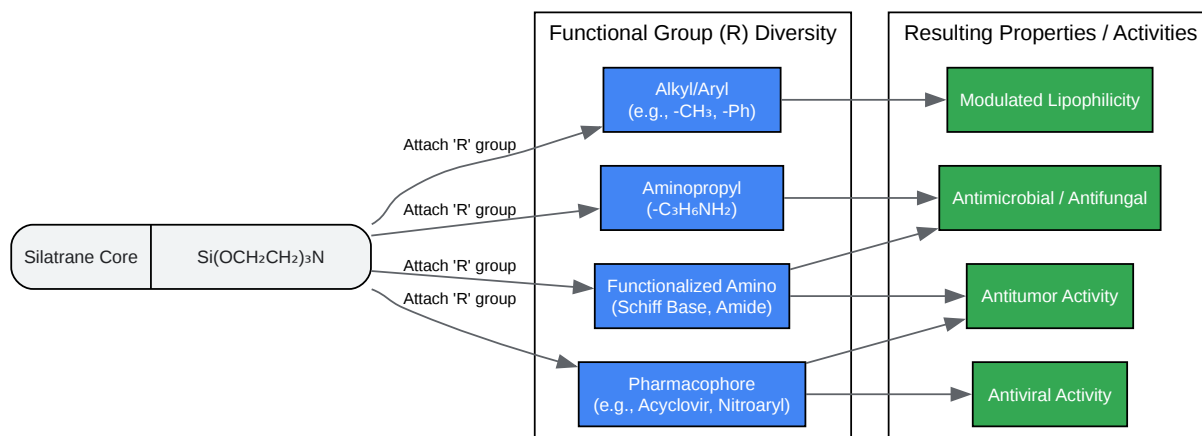 Functional Group (R) Diversity
Resulting Properties / Activities
Alkyl/Aryl
(e.g., -CH₃, -Ph)
Modulated Lipophilicity
Attach 'R' group
Aminopropyl
(-C₃H₆NH₂)
Antimicrobial / Antifungal
Attach 'R' group
Silatrane Core
Si(OCH₂CH₂)₃N
Attach 'R' group
Functionalized Amino
(Schiff Base, Amide)
Antitumor Activity
Attach 'R' group
Pharmacophore
(e.g., Acyclovir, Nitroaryl)
Antiviral Activity